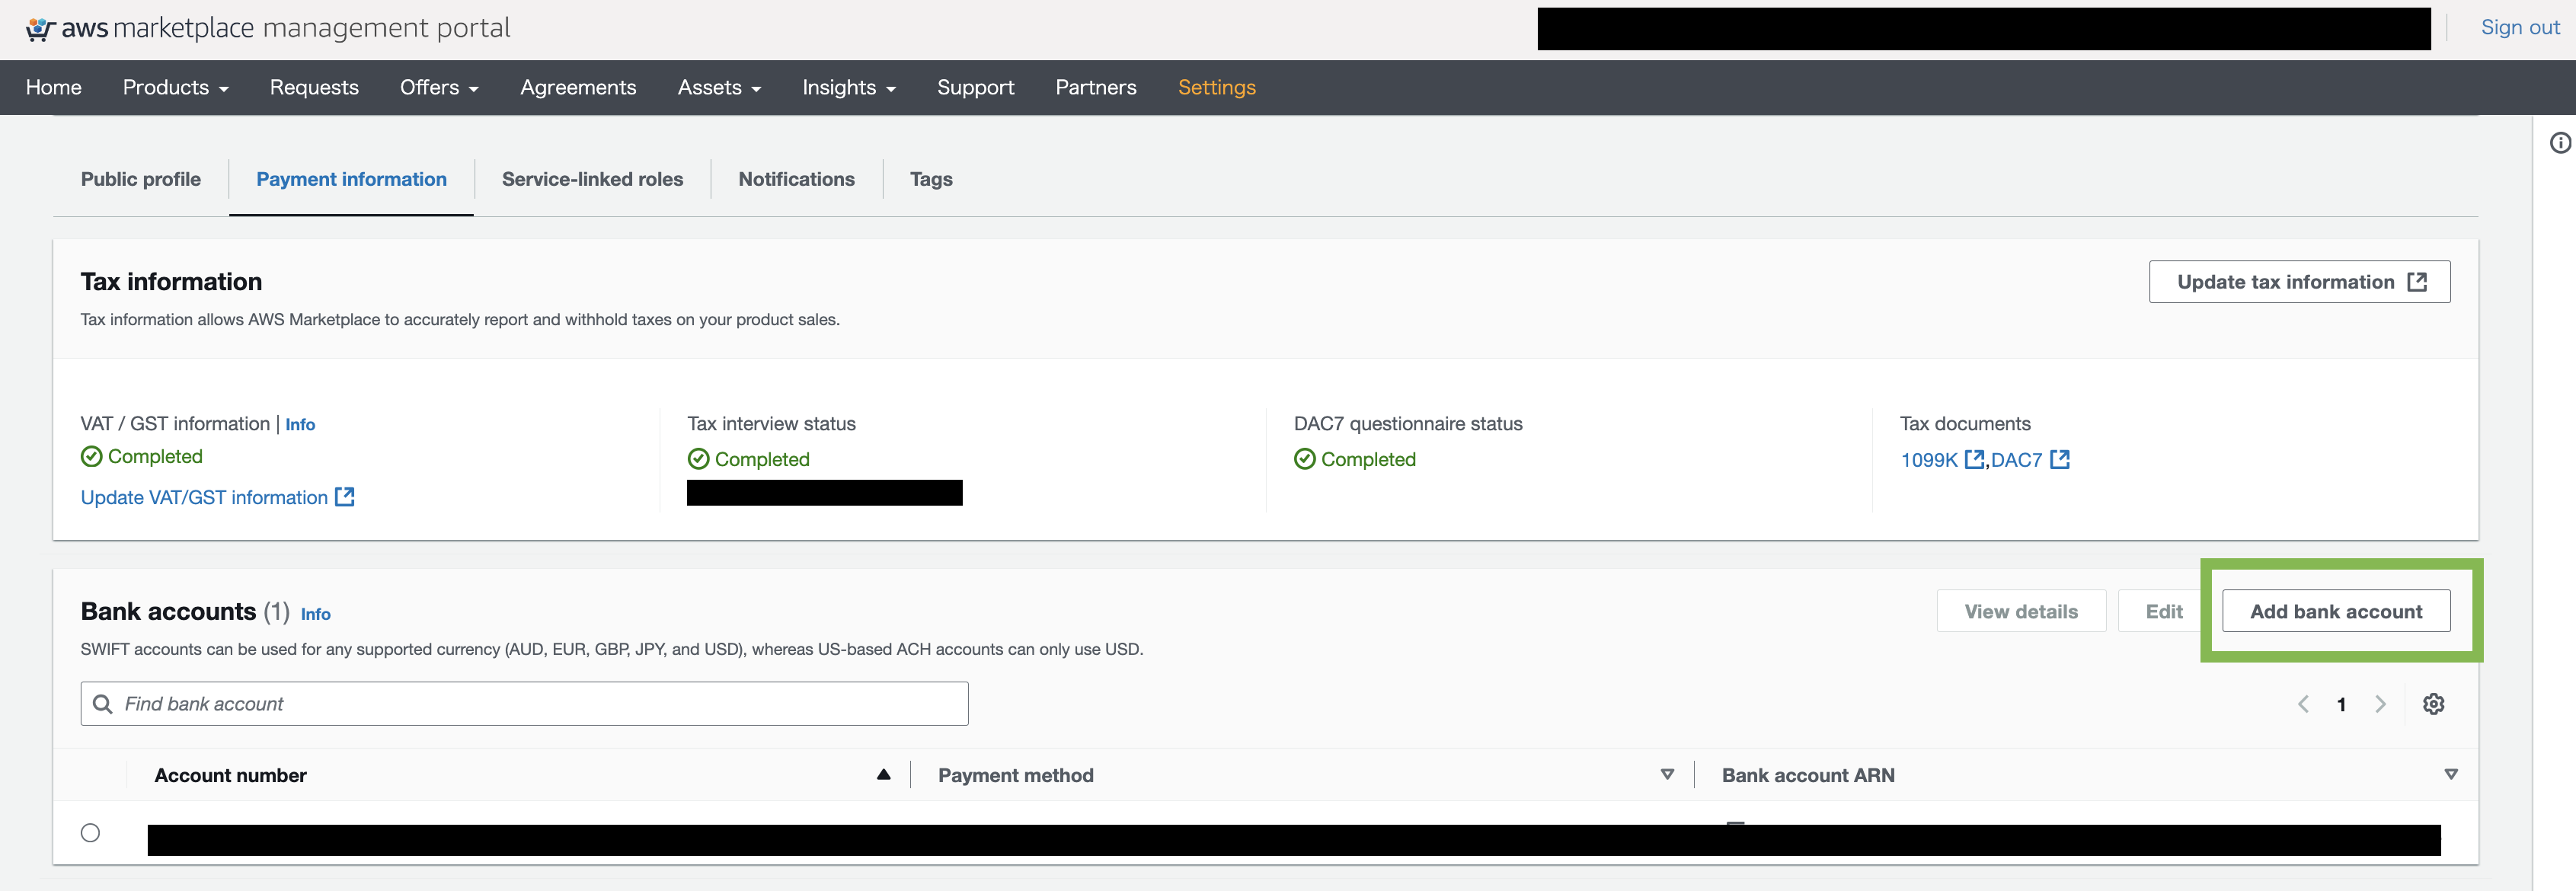 aws marketplace management portal
Sign out
Home Products Requests Offers Agreements Assets Insights Support Partners Settings
Public profile Payment information Service-linked roles Notifications Tags
Tax information
Update tax information
Tax information allows AWS Marketplace to accurately report and withhold taxes on your product sales.
VAT / GST information | Info
Completed
Update VAT/GST information
Tax interview status
Completed
DAC7 questionnaire status
Completed
Tax documents
1099K ,DAC7
Bank accounts (1) Info
View details Edit Add bank account
SWIFT accounts can be used for any supported currency (AUD, EUR, GBP, JPY, and USD), whereas US-based ACH accounts can only use USD.
Find bank account
1
Account number Payment method Bank account ARN